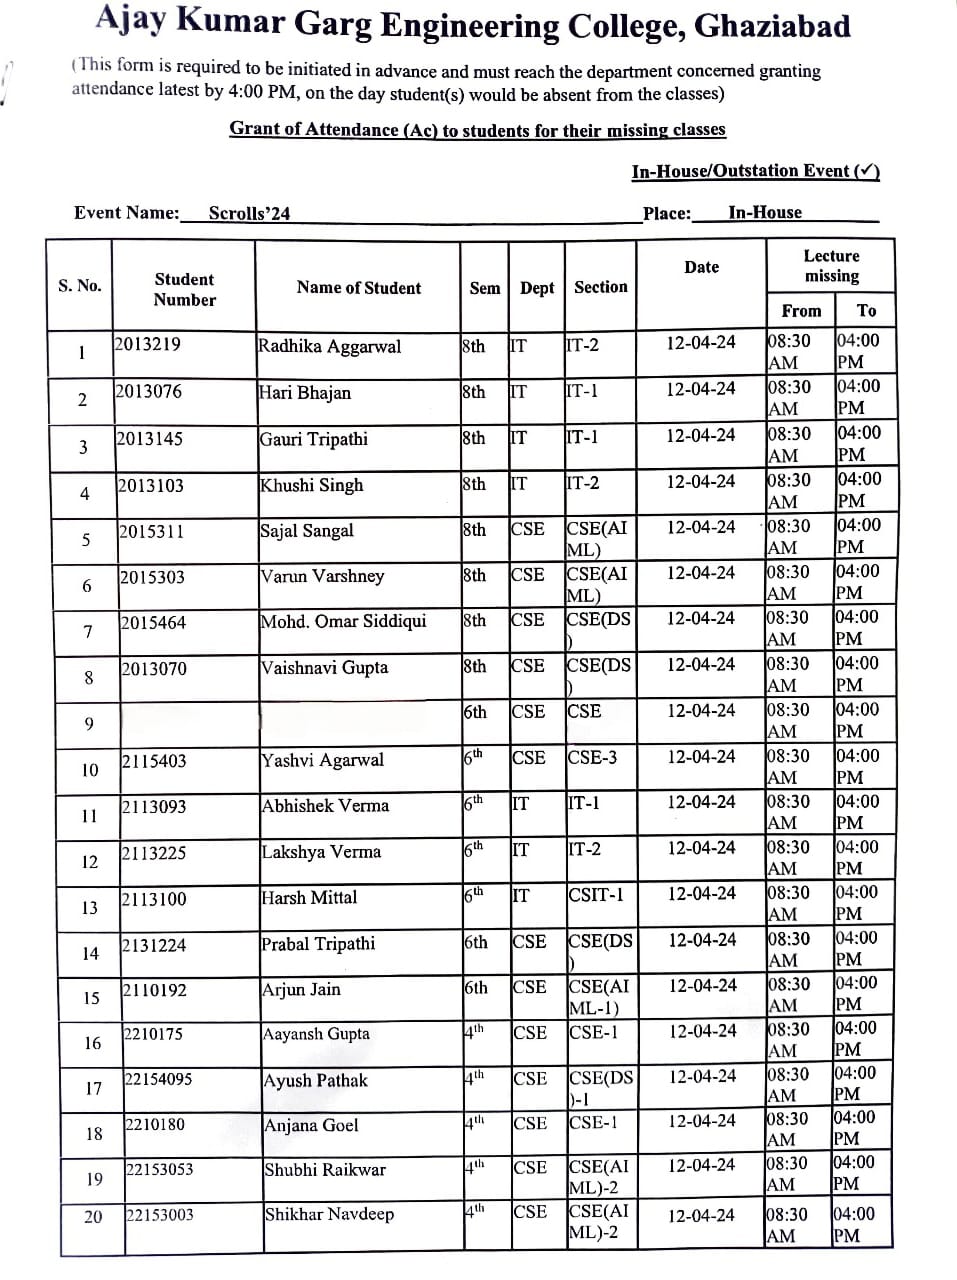 Ajay Kumar Garg Engineering College, Ghaziabad
(This form is required to be initiated in advance and must reach the department concerned granting
attendance latest by 4:00 PM, on the day student(s) would be absent from the classes)
Grant of Attendance (Ac) to students for their missing classes
In-House/Outstation Event (✓)
Event Name: Scrolls’24 Place: In-House
S. No. Student Number Name of Student Sem Dept Section Date Lecture missing
From To
1 2013219 Radhika Aggarwal 8th IT IT-2 12-04-24 08:30 AM 04:00 PM
2 2013076 Hari Bhajan 8th IT IT-1 12-04-24 08:30 AM 04:00 PM
3 2013145 Gauri Tripathi 8th IT IT-1 12-04-24 08:30 AM 04:00 PM
4 2013103 Khushi Singh 8th IT IT-2 12-04-24 08:30 AM 04:00 PM
5 2015311 Sajal Sangal 8th CSE CSE(AI ML) 12-04-24 08:30 AM 04:00 PM
6 2015303 Varun Varshney 8th CSE CSE(AI ML) 12-04-24 08:30 AM 04:00 PM
7 2015464 Mohd. Omar Siddiqui 8th CSE CSE(DS ) 12-04-24 08:30 AM 04:00 PM
8 2013070 Vaishnavi Gupta 8th CSE CSE(DS ) 12-04-24 08:30 AM 04:00 PM
9 6th CSE CSE 12-04-24 08:30 AM 04:00 PM
10 2115403 Yashvi Agarwal 6th CSE CSE-3 12-04-24 08:30 AM 04:00 PM
11 2113093 Abhishek Verma 6th IT IT-1 12-04-24 08:30 AM 04:00 PM
12 2113225 Lakshya Verma 6th IT IT-2 12-04-24 08:30 AM 04:00 PM
13 2113100 Harsh Mittal 6th IT CSIT-1 12-04-24 08:30 AM 04:00 PM
14 2131224 Prabal Tripathi 6th CSE CSE(DS ) 12-04-24 08:30 AM 04:00 PM
15 2110192 Arjun Jain 6th CSE CSE(AI ML-1) 12-04-24 08:30 AM 04:00 PM
16 2210175 Aayansh Gupta 4th CSE CSE-1 12-04-24 08:30 AM 04:00 PM
17 22154095 Ayush Pathak 4th CSE CSE(DS )-1 12-04-24 08:30 AM 04:00 PM
18 2210180 Anjana Goel 4th CSE CSE-1 12-04-24 08:30 AM 04:00 PM
19 22153053 Shubhi Raikwar 4th CSE CSE(AI ML)-2 12-04-24 08:30 AM 04:00 PM
20 22153003 Shikhar Navdeep 4th CSE CSE(AI ML)-2 12-04-24 08:30 AM 04:00 PM